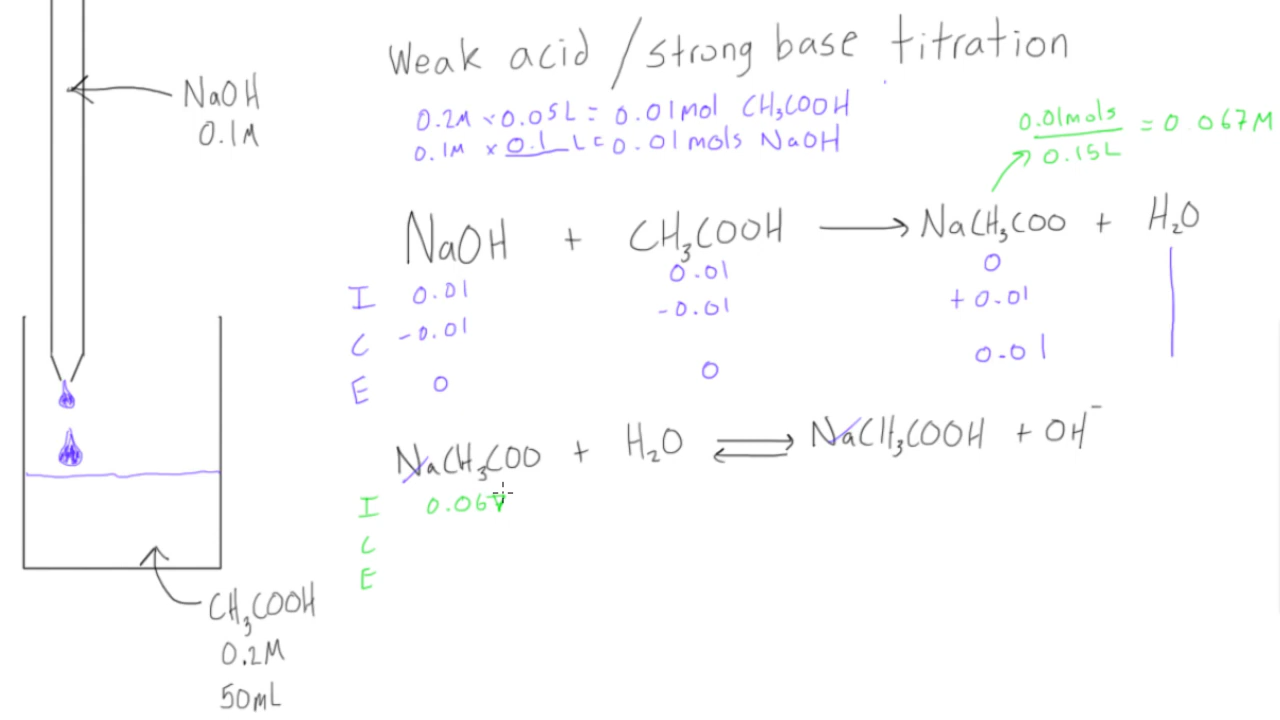 Weak acid / strong base titration
NaOH
0.1M
0.2M × 0.05L = 0.01mol CH₃COOH
0.1M × 0.1 L = 0.01mols NaOH
0.01mols
0.15L
= 0.067M
NaOH + CH₃COOH ⟶ NaCH₃COO + H₂O
I 0.01 0.01 0
C -0.01 -0.01 +0.01
E 0 0 0.01
NaCH₃COO + H₂O ⇌ NaCH₃COOH + OH⁻
I 0.067
C
E
CH₃COOH
0.2M
50mL